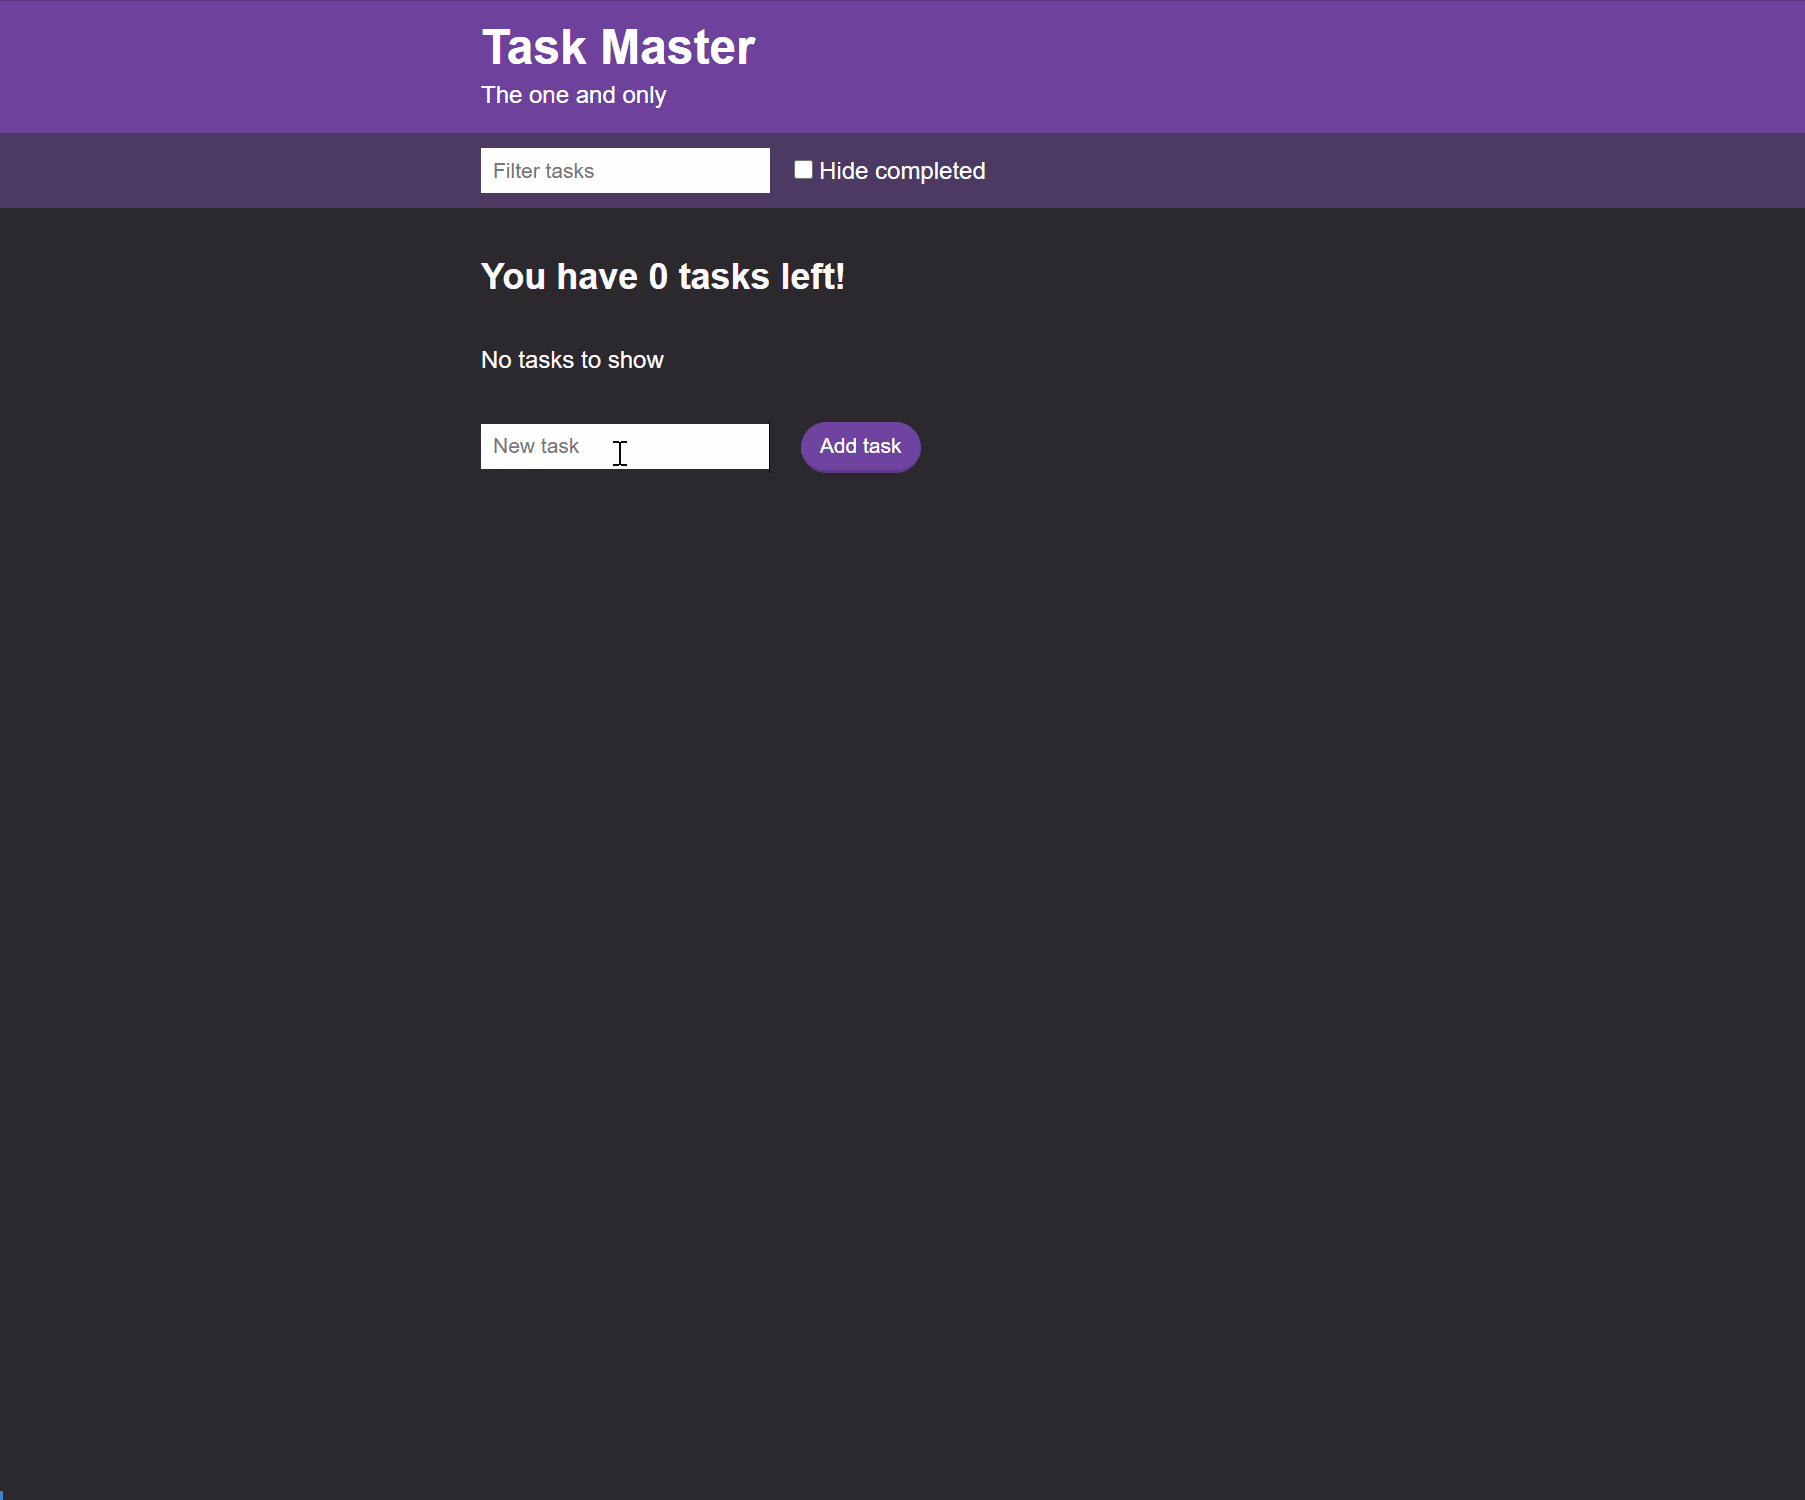 Task Master
The one and only
Filter tasks
Hide completed
You have 0 tasks left!
No tasks to show
New task
Add task